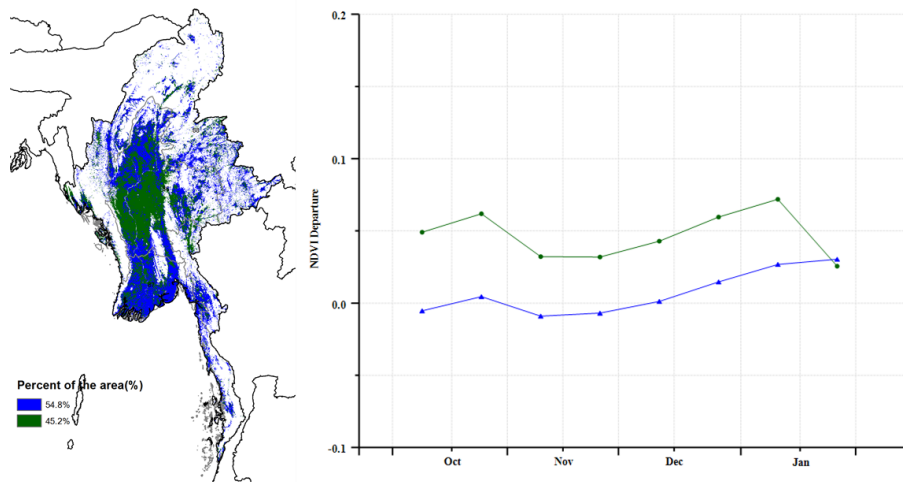 Percent of the area(%)
54.8%
45.2%
NDVI Departure
0.2
0.1
0.0
-0.1
Oct
Nov
Dec
Jan